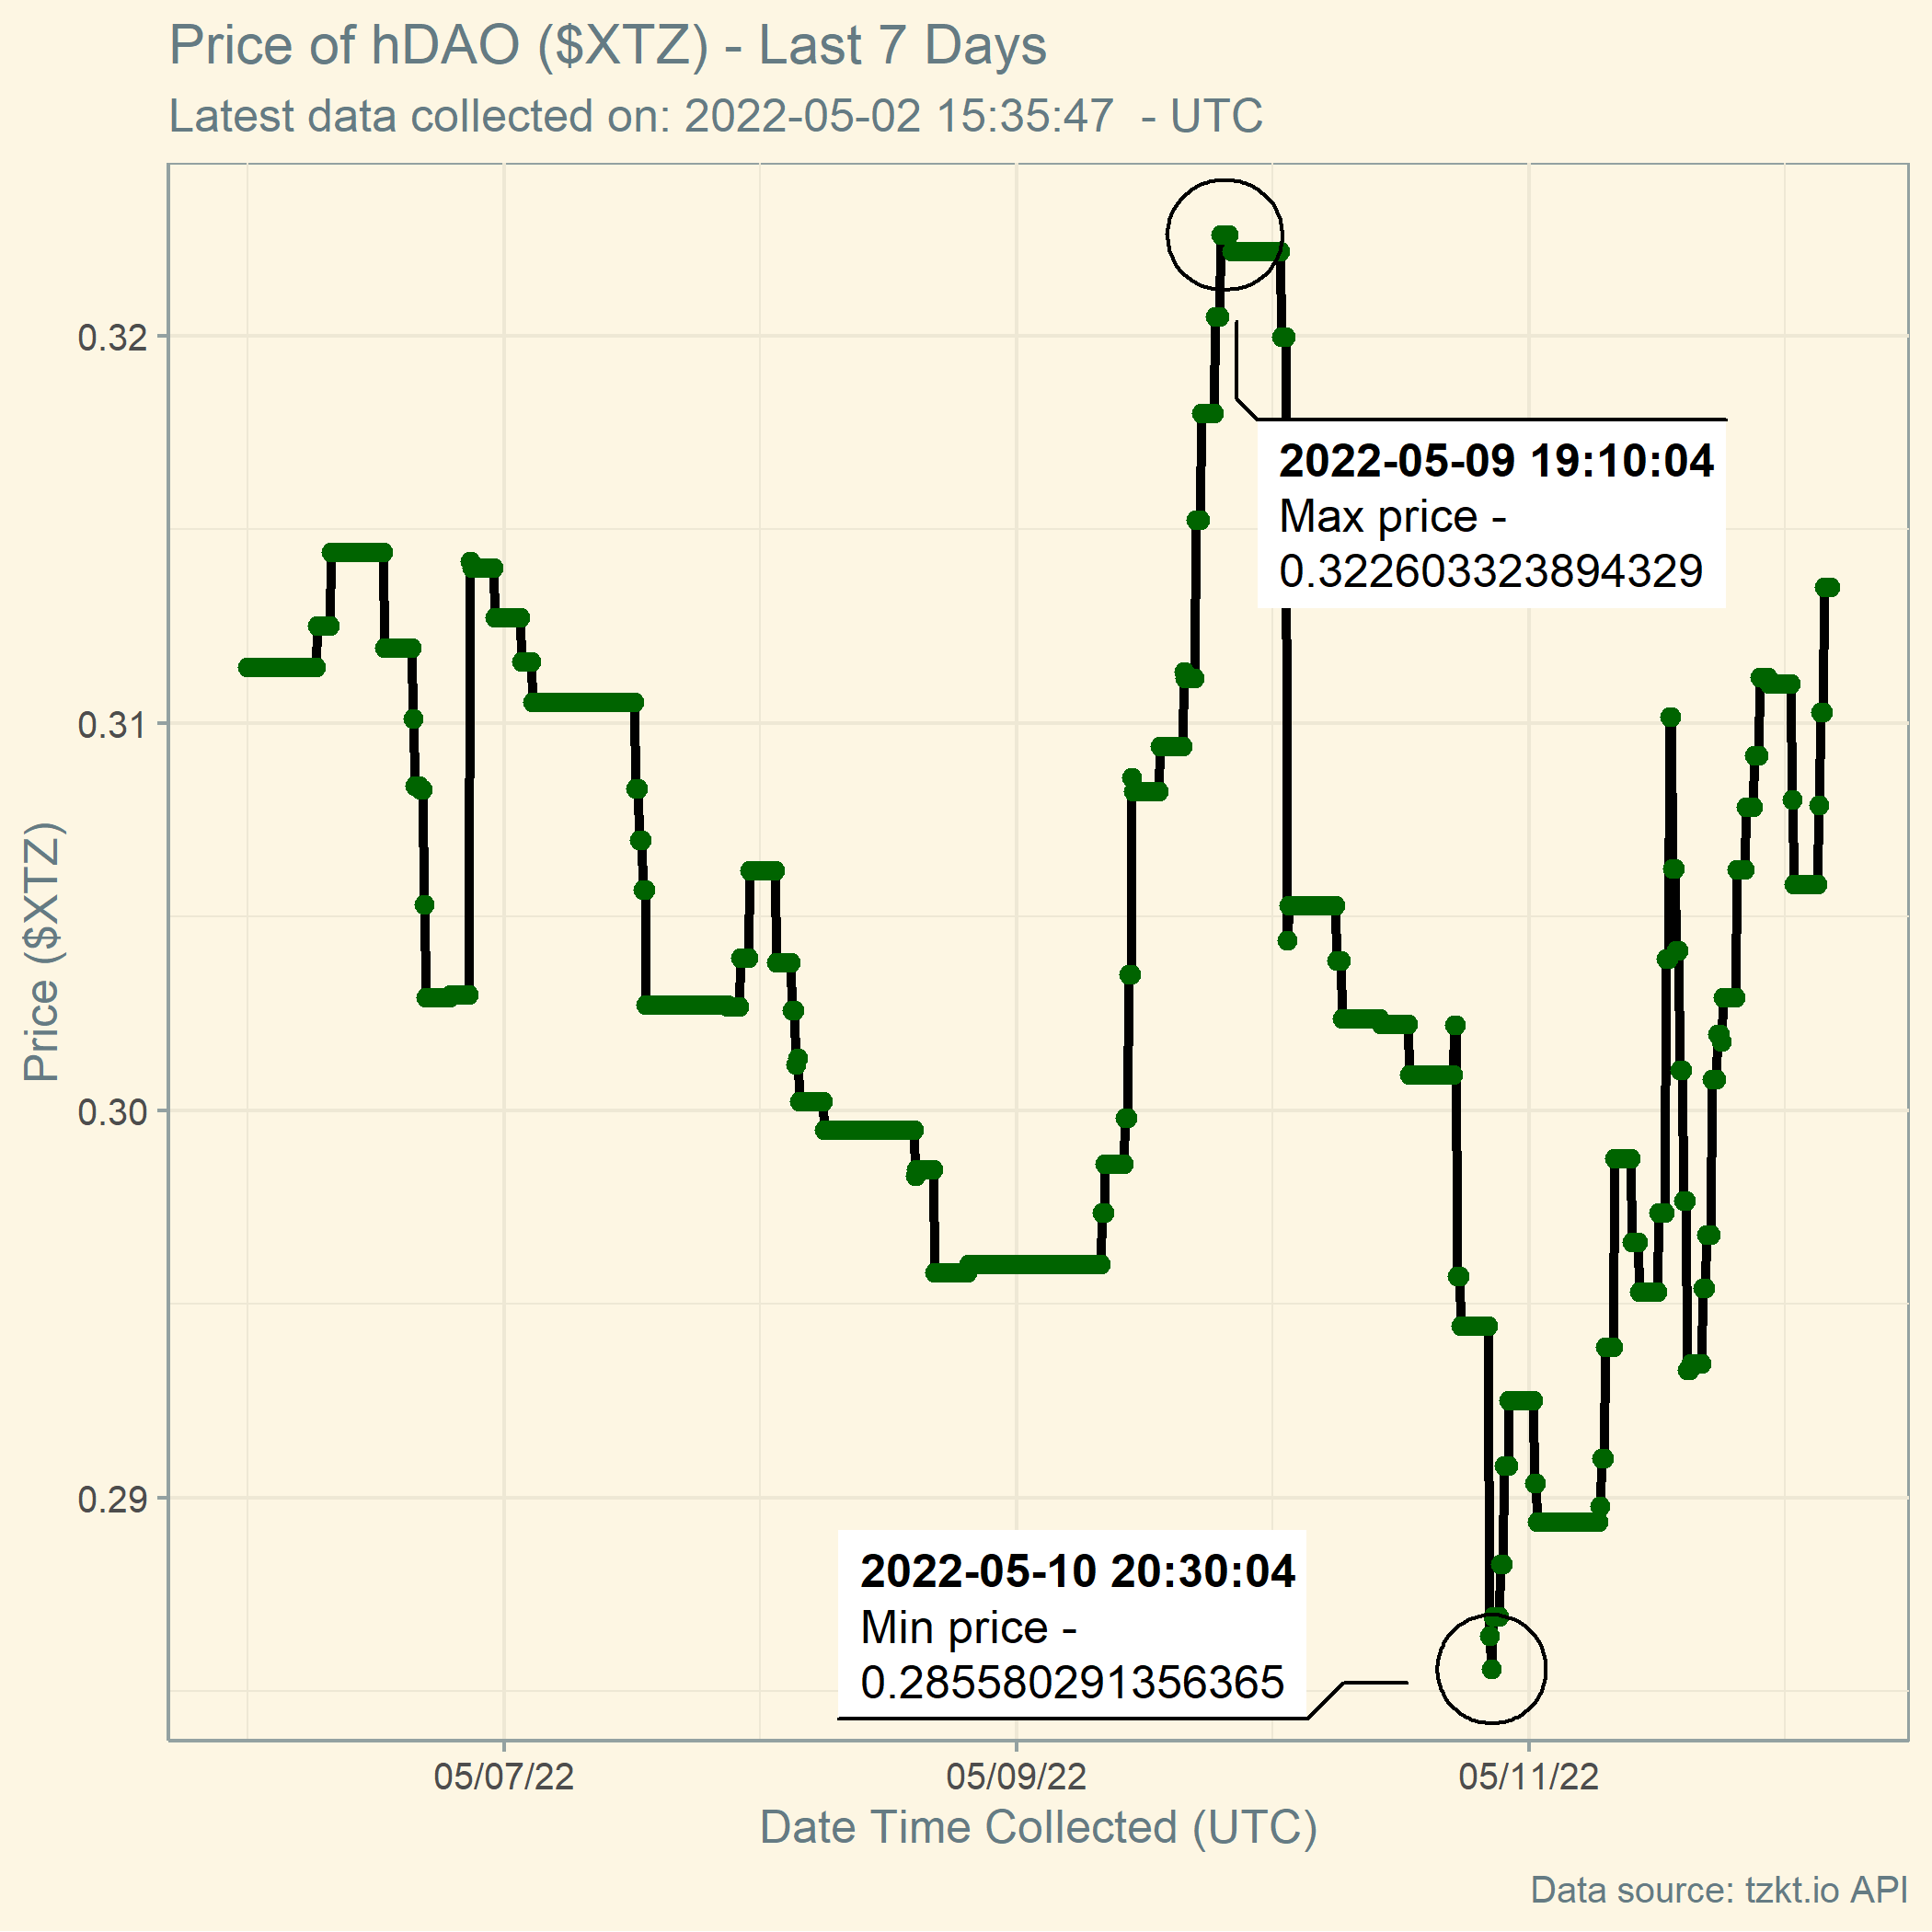 Price of hDAO ($XTZ) - Last 7 Days
Latest data collected on: 2022-05-02 15:35:47  - UTC
0.32
0.31
0.30
0.29
Price ($XTZ)
2022-05-09 19:10:04
Max price -
0.322603323894329
2022-05-10 20:30:04
Min price -
0.285580291356365
05/07/22
05/09/22
05/11/22
Date Time Collected (UTC)
Data source: tzkt.io API